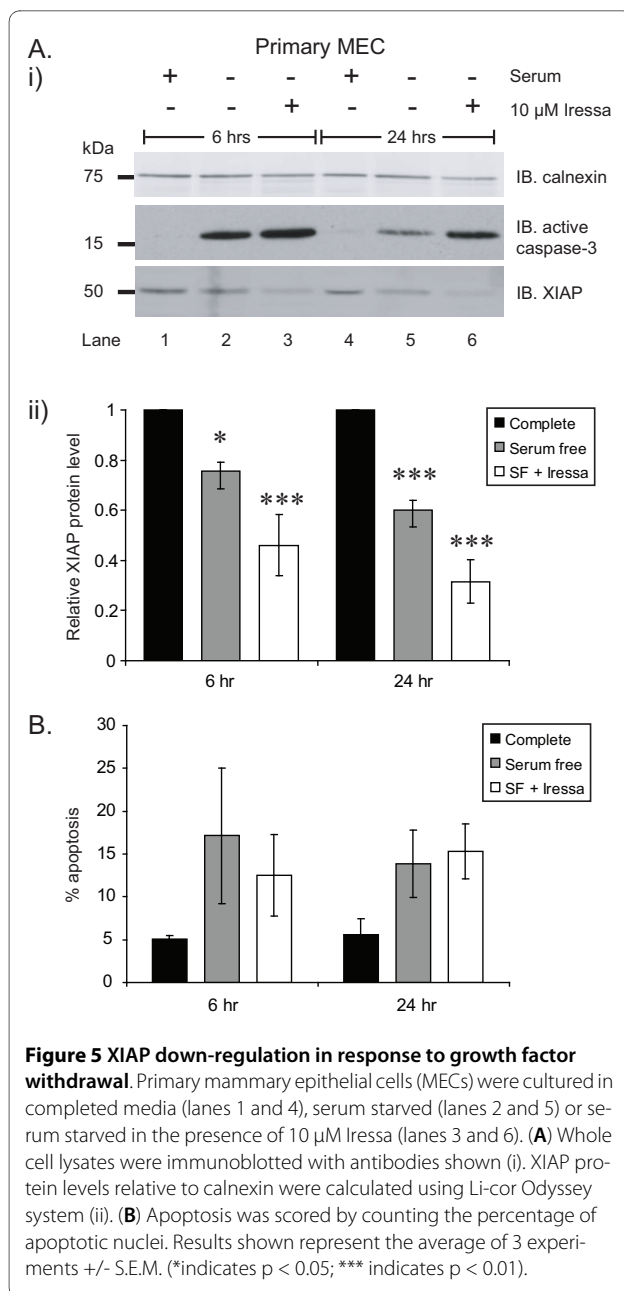 A.
Primary MEC
i)
+ - - + - - Serum
- - + - - + 10 µM Iressa
6 hrs 24 hrs
kDa
75 IB. calnexin
15 IB. active caspase-3
50 IB. XIAP
Lane 1 2 3 4 5 6
ii)
Relative XIAP protein level
1
0.8
0.6
0.4
0.2
0
* *** *** ***
Complete
Serum free
SF + Iressa
6 hr 24 hr
B.
% apoptosis
30
25
20
15
10
5
0
Complete
Serum free
SF + Iressa
6 hr 24 hr
Figure 5 XIAP down-regulation in response to growth factor
withdrawal. Primary mammary epithelial cells (MECs) were cultured in
completed media (lanes 1 and 4), serum starved (lanes 2 and 5) or se-
rum starved in the presence of 10 µM Iressa (lanes 3 and 6). (A) Whole
cell lysates were immunoblotted with antibodies shown (i). XIAP pro-
tein levels relative to calnexin were calculated using Li-cor Odyssey
system (ii). (B) Apoptosis was scored by counting the percentage of
apoptotic nuclei. Results shown represent the average of 3 experi-
ments +/- S.E.M. (*indicates p < 0.05; *** indicates p < 0.01).